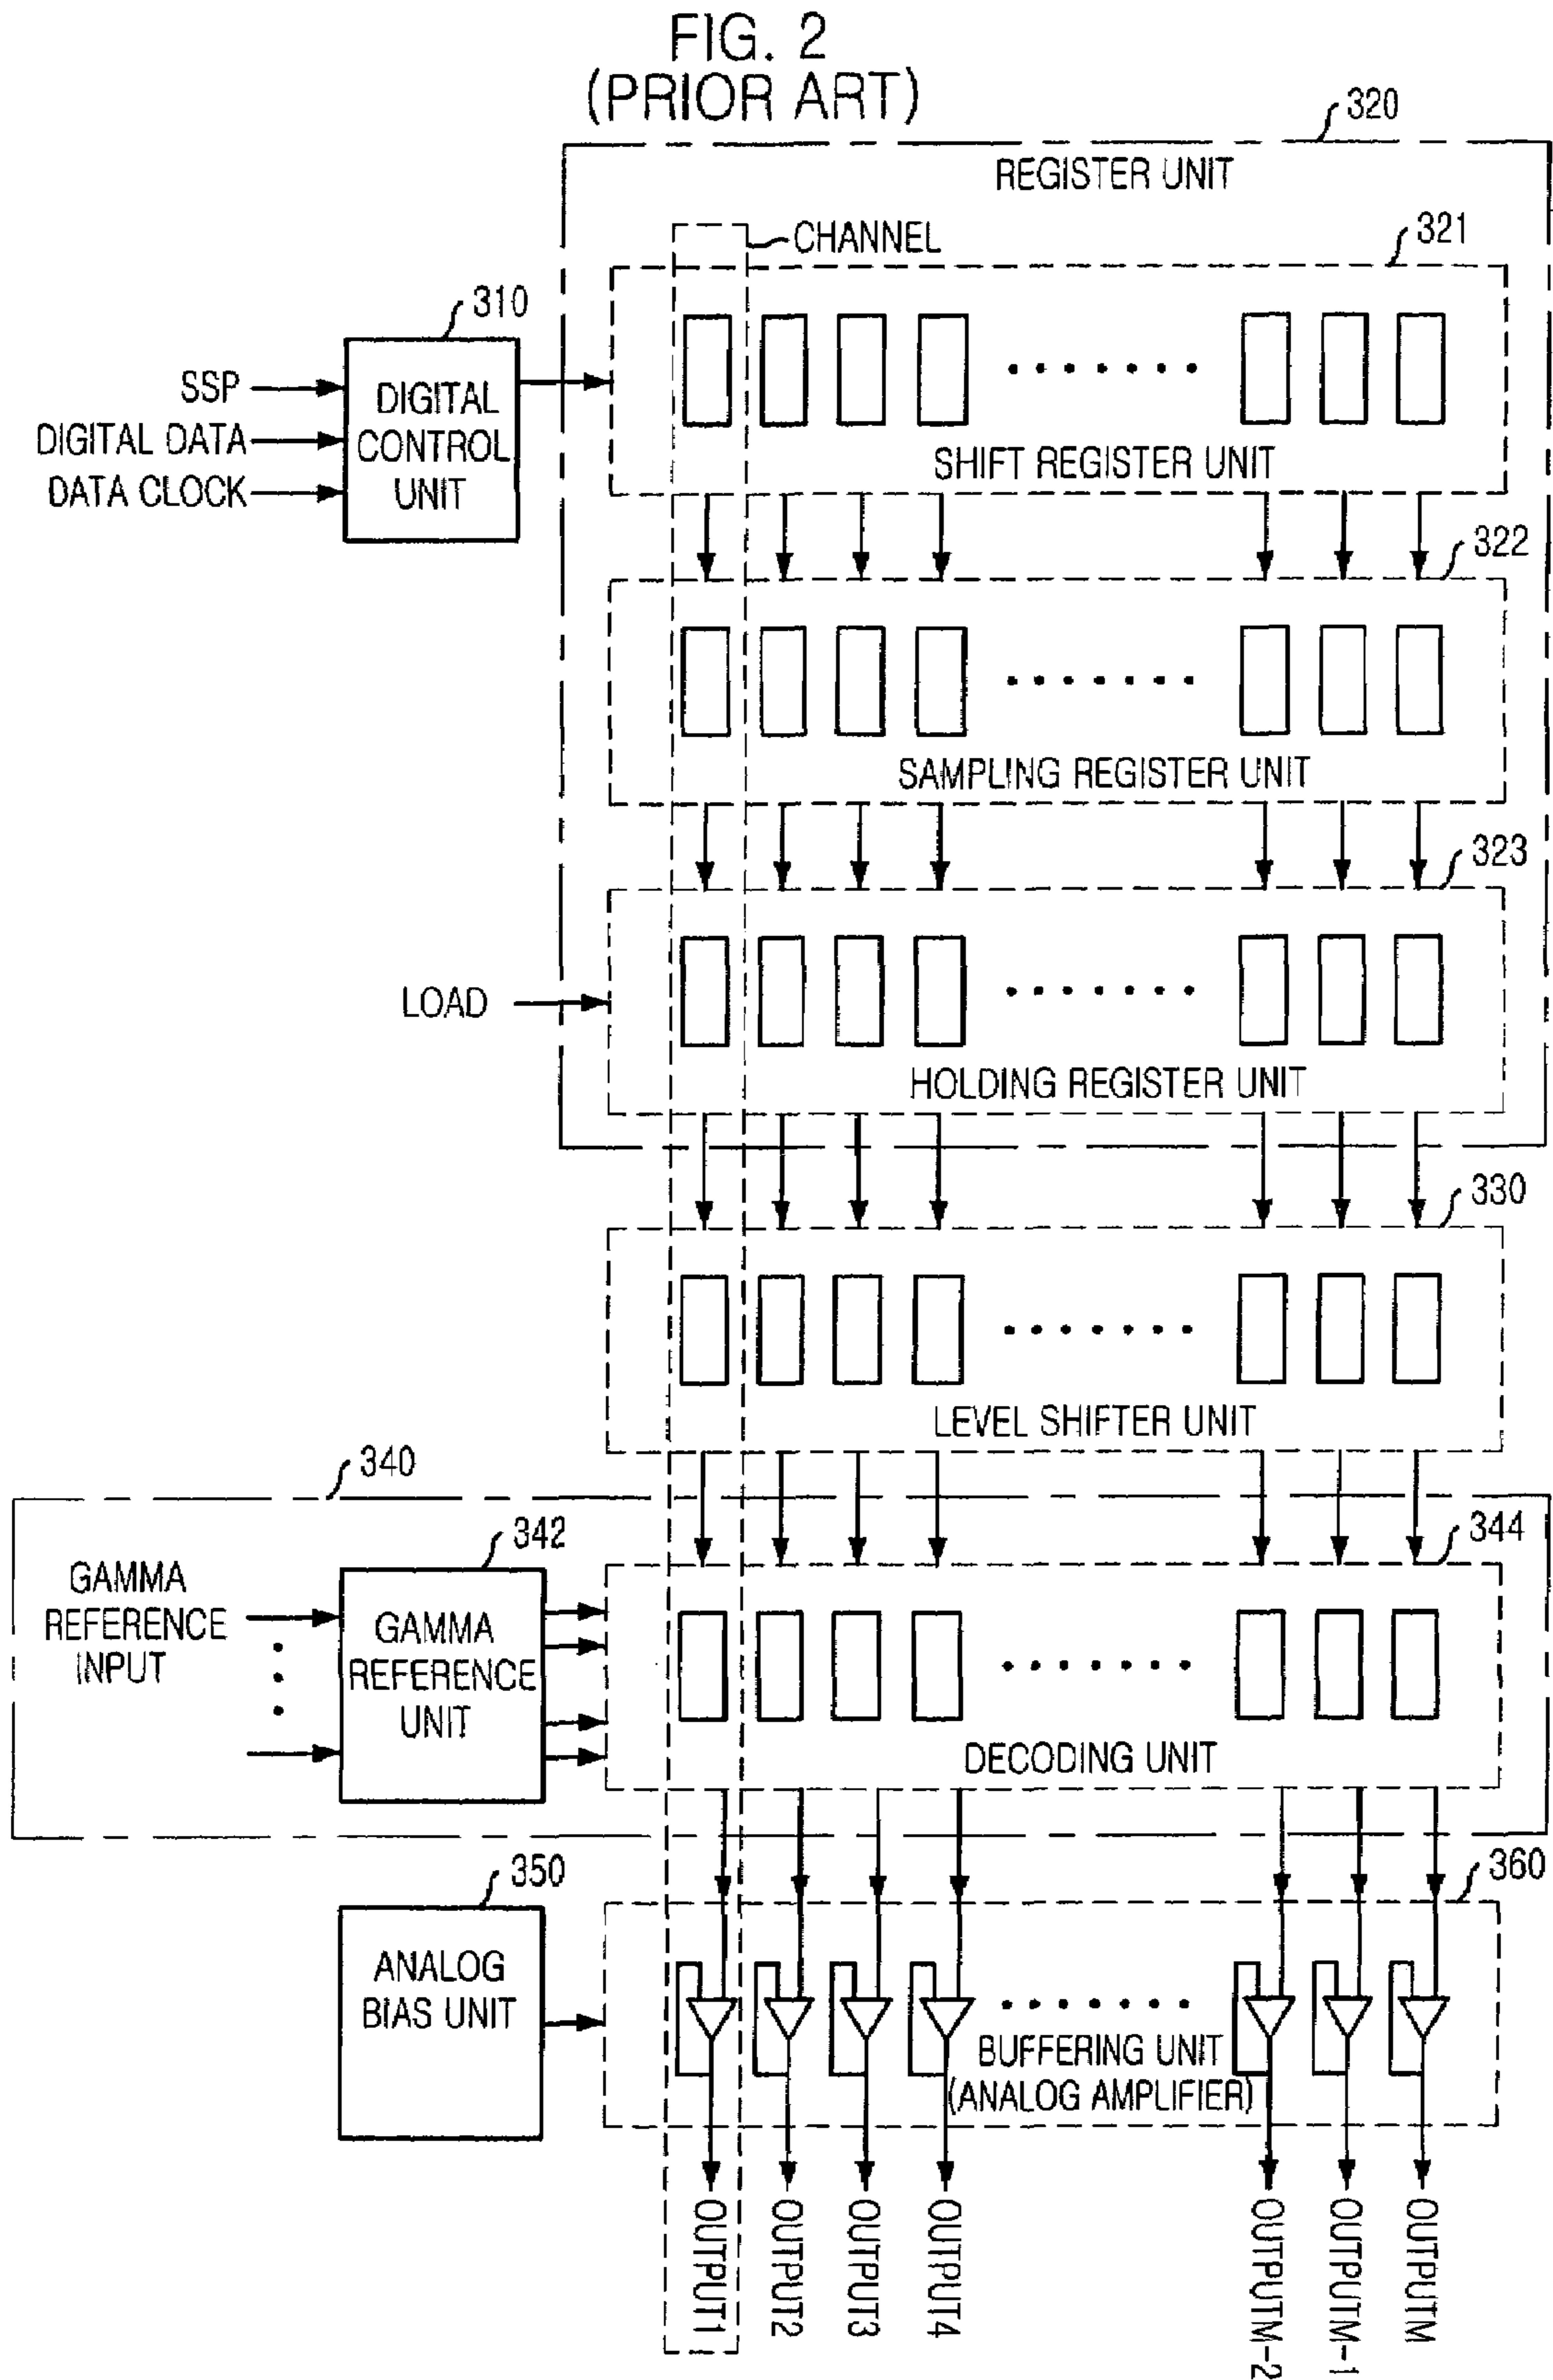 FIG. 2
(PRIOR ART)
320
REGISTER UNIT
CHANNEL
321
310
SSP
DIGITAL DATA
DATA CLOCK
DIGITAL
CONTROL
UNIT
SHIFT REGISTER UNIT
322
SAMPLING REGISTER UNIT
323
LOAD
HOLDING REGISTER UNIT
330
LEVEL SHIFTER UNIT
340
342
344
GAMMA
REFERENCE
INPUT
GAMMA
REFERENCE
UNIT
DECODING UNIT
350
360
ANALOG
BIAS UNIT
BUFFERING UNIT
(ANALOG AMPLIFIER)
OUTPUT1
OUTPUT2
OUTPUT3
OUTPUT4
OUTPUTM-2
OUTPUTM-1
OUTPUTM